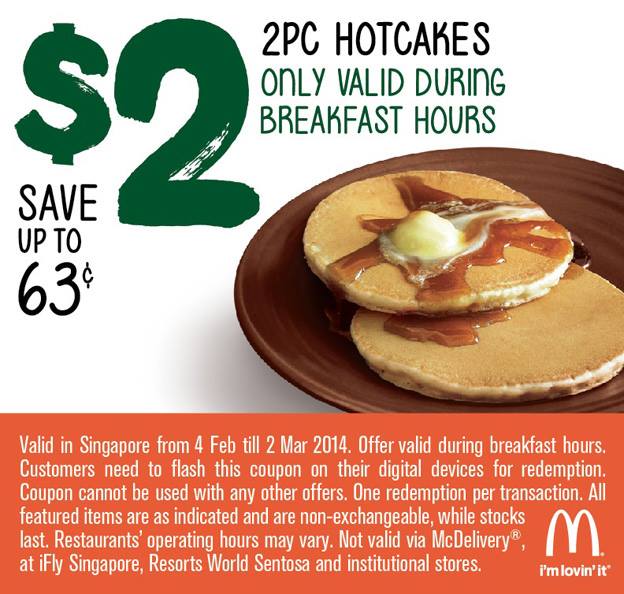 $2
2PC HOTCAKES
ONLY VALID DURING
BREAKFAST HOURS
SAVE
UP TO
63¢
Valid in Singapore from 4 Feb till 2 Mar 2014. Offer valid during breakfast hours.
Customers need to flash this coupon on their digital devices for redemption.
Coupon cannot be used with any other offers. One redemption per transaction. All
featured items are as indicated and are non-exchangeable, while stocks
last. Restaurants' operating hours may vary. Not valid via McDelivery®,
at iFly Singapore, Resorts World Sentosa and institutional stores.
M®
i'm lovin' it®